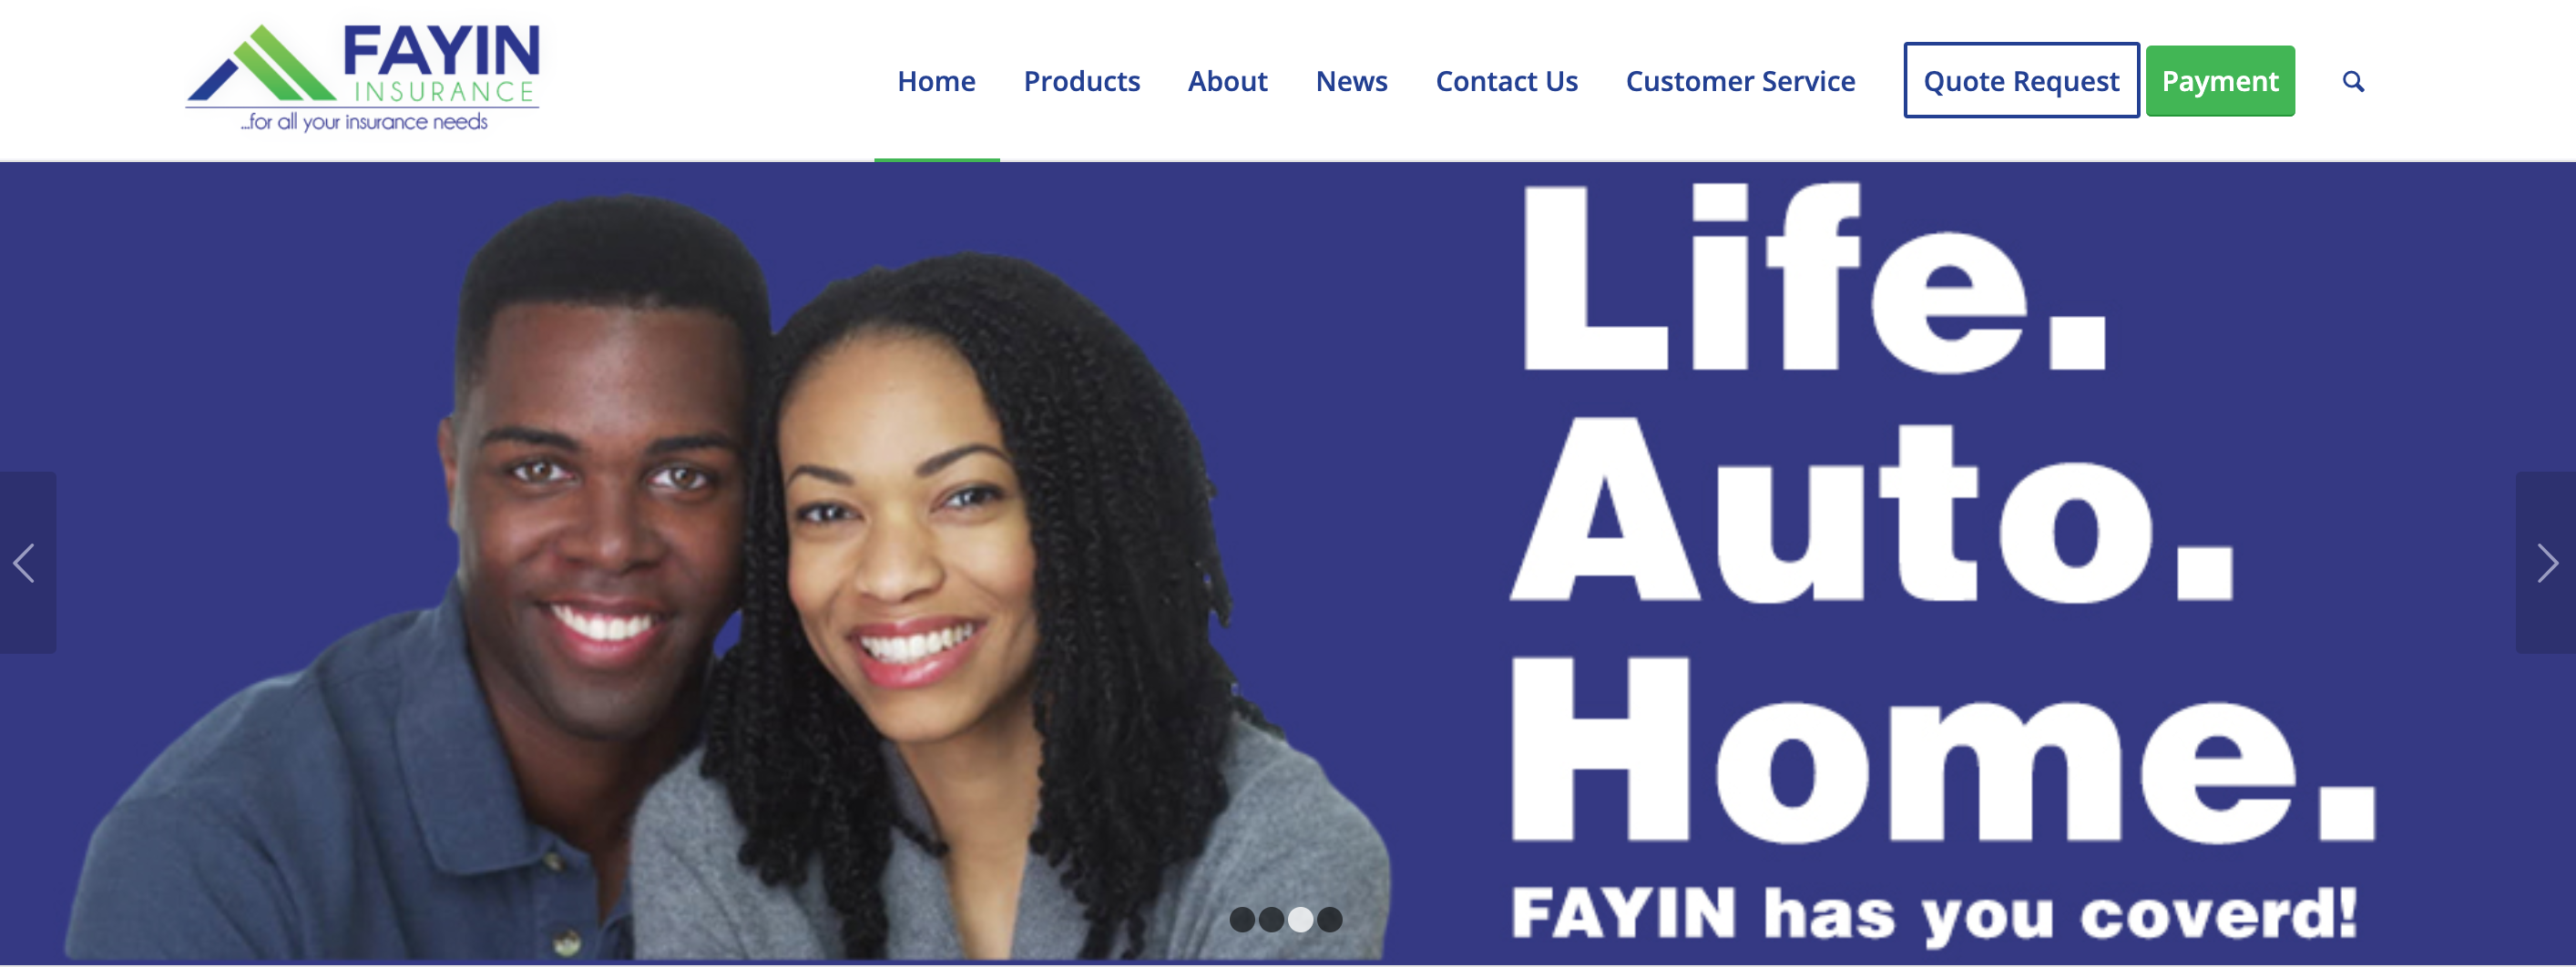 FAYIN
INSURANCE
...for all your insurance needs
Home Products About News Contact Us Customer Service Quote Request Payment
Life.
Auto.
Home.
FAYIN has you coverd!